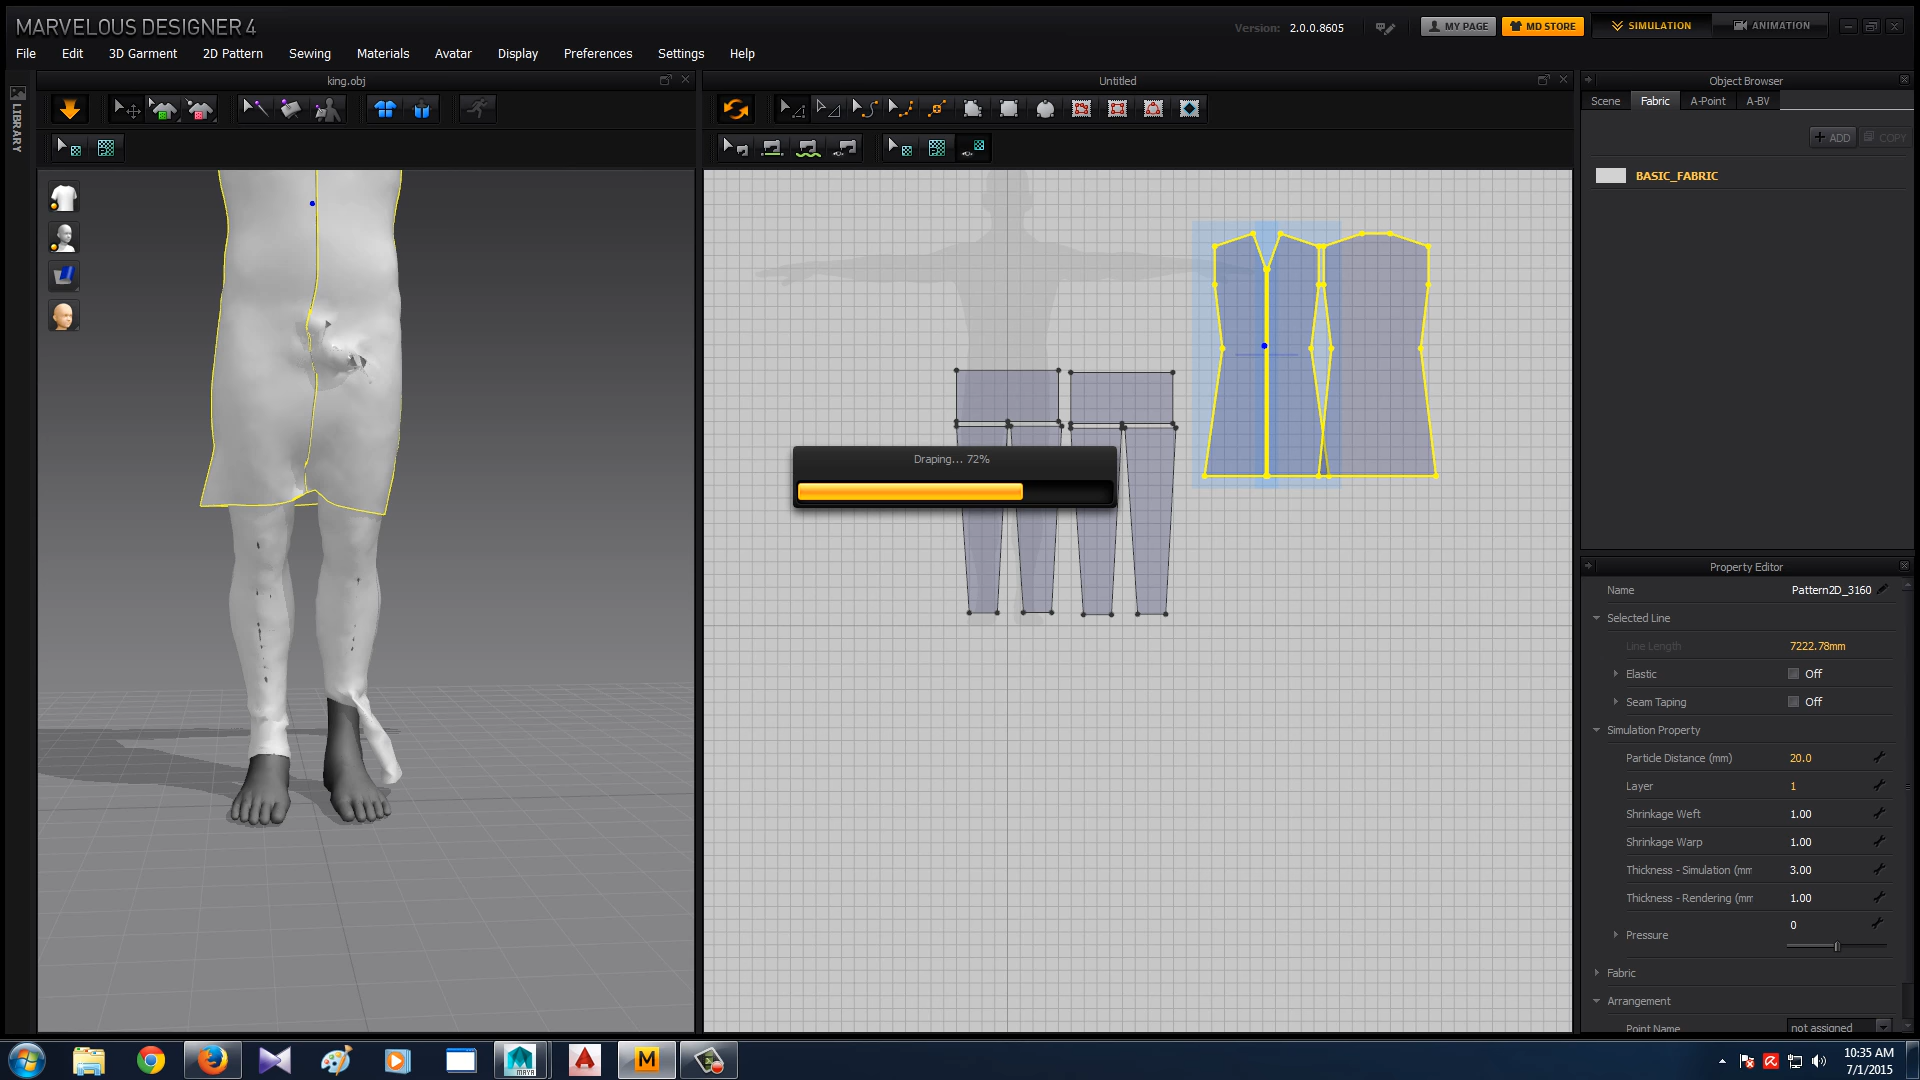 MARVELOUS DESIGNER 4
Version: 2.0.0.8605
MY PAGE
MD STORE
SIMULATION
ANIMATION
File Edit 3D Garment 2D Pattern Sewing Materials Avatar Display Preferences Settings Help
king.obj
Untitled
Object Browser
LIBRARY
Scene Fabric A-Point A-BV
+ ADD
COPY
BASIC_FABRIC
Draping... 72%
Property Editor
Name Pattern2D_3160
Selected Line
Line Length 7222.78mm
Elastic Off
Seam Taping Off
Simulation Property
Particle Distance (mm) 20.0
Layer 1
Shrinkage Weft 1.00
Shrinkage Warp 1.00
Thickness - Simulation (mm 3.00
Thickness - Rendering (mm 1.00
Pressure 0
Fabric
Arrangement
Point Name not assigned
MAYA
A
M
10:35 AM
7/1/2015